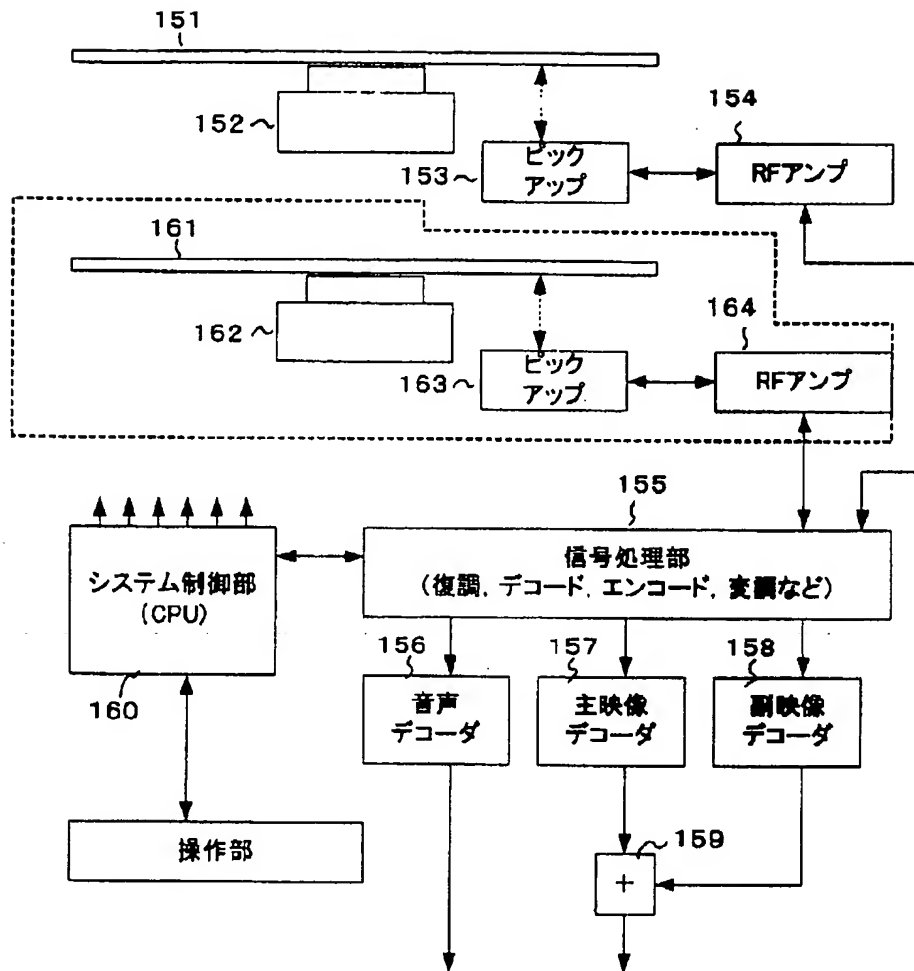 151
152
153
ピック
アップ
154
RFアンプ
161
162
163
ピック
アップ
164
RFアンプ
155
信号処理部
(復調, デコード, エンコード, 変調など)
システム制御部
(CPU)
160
156
音声
デコーダ
157
主映像
デコーダ
158
副映像
デコーダ
操作部
159
+